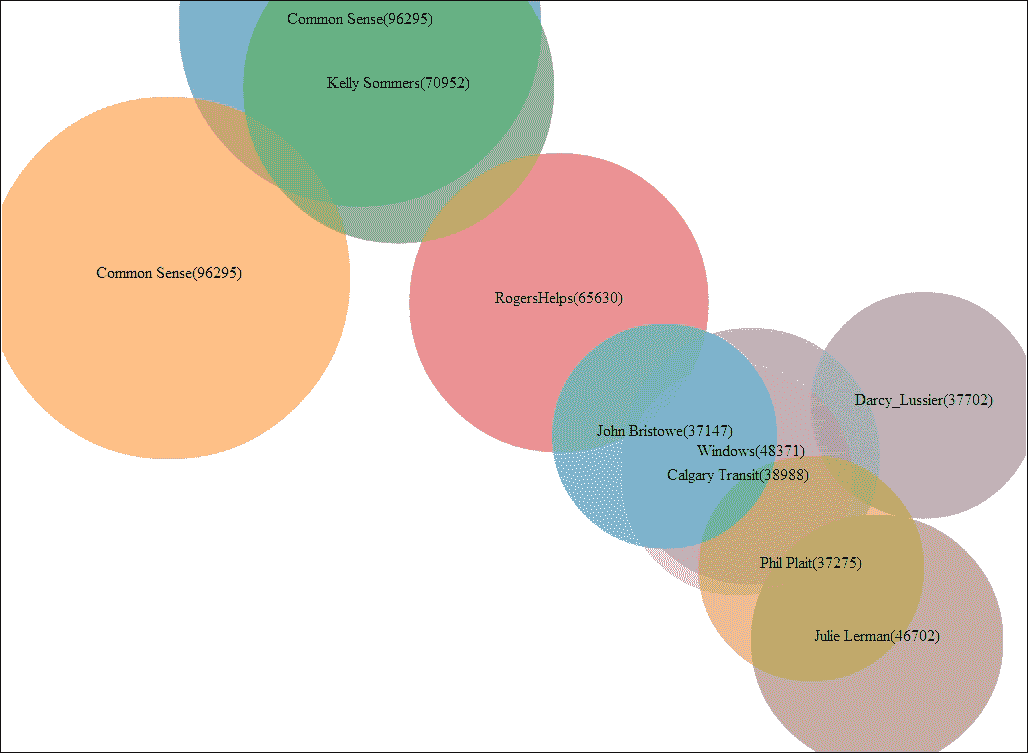 Common Sense(96295)
Kelly Sommers(70952)
Common Sense(96295)
RogersHelps(65630)
Darcy_Lussier(37702)
John Bristowe(37147)
Windows(48371)
Calgary Transit(38988)
Phil Plait(37275)
Julie Lerman(46702)